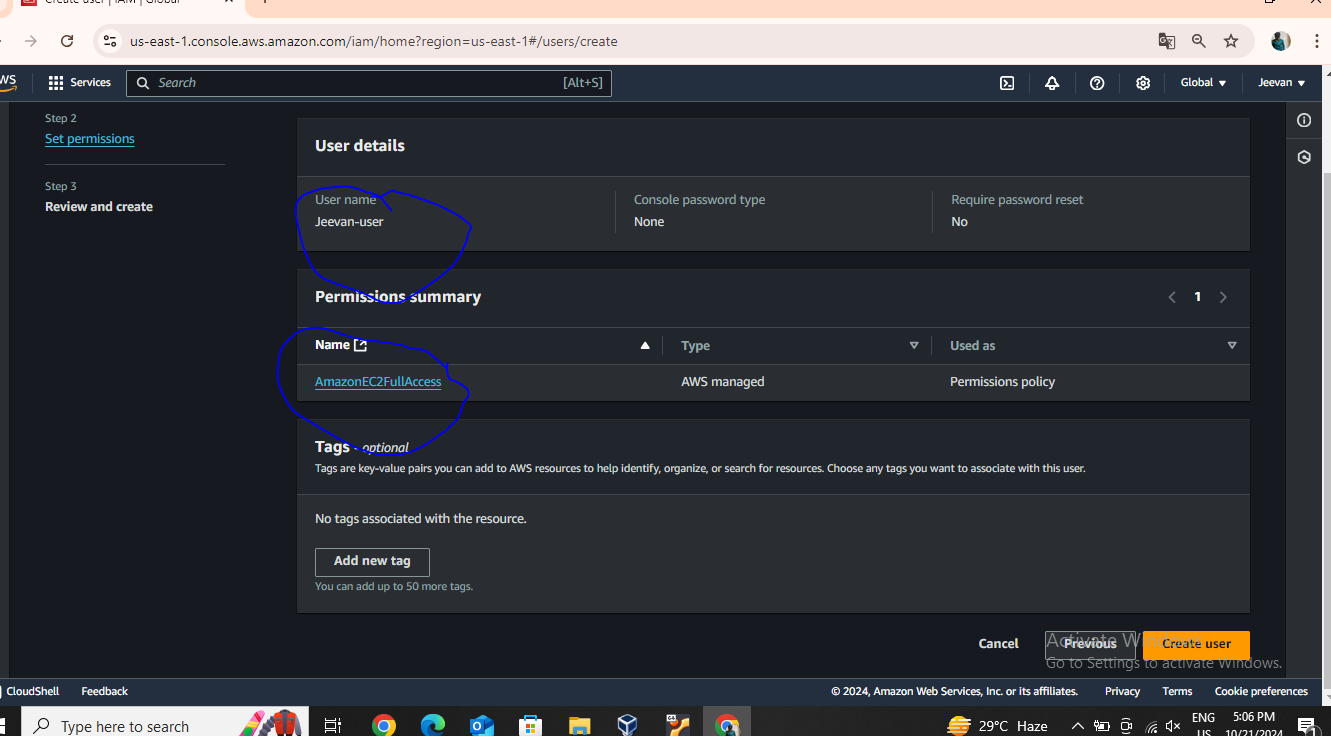 Create user | IAM | Global
us-east-1.console.aws.amazon.com/iam/home?region=us-east-1#/users/create
Services Search [Alt+S] Global Jeevan
Step 2
Set permissions
Step 3
Review and create
User details
User name Console password type Require password reset
Jeevan-user None No
Permissions summary 1
Name Type Used as
AmazonEC2FullAccess AWS managed Permissions policy
Tags - optional
Tags are key-value pairs you can add to AWS resources to help identify, organize, or search for resources. Choose any tags you want to associate with this user.
No tags associated with the resource.
Add new tag
You can add up to 50 more tags.
Cancel Previous Create user
Activate Windows
Go to Settings to activate Windows.
CloudShell Feedback © 2024, Amazon Web Services, Inc. or its affiliates. Privacy Terms Cookie preferences
Type here to search 29°C Haze ENG 5:06 PM
US 10/21/2024 1